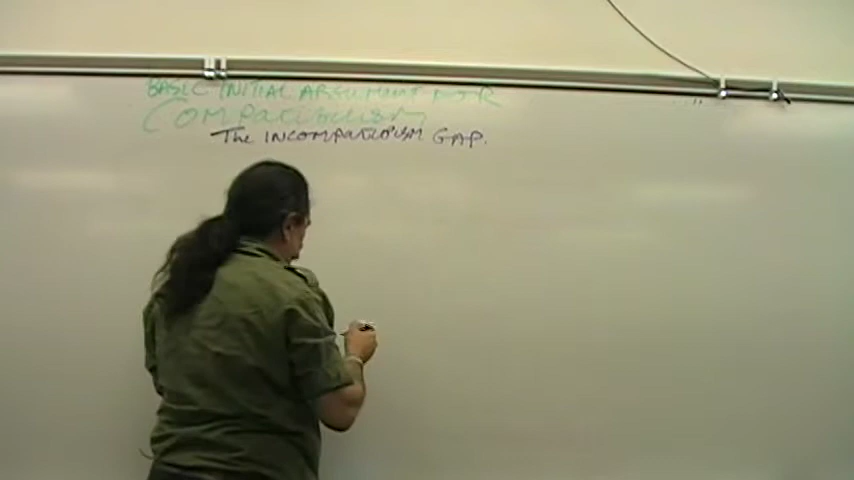 BASIC INITIAL ARGUMENT FOR
COMPATIBILISM
THE INCOMPATIBILISM GAP.